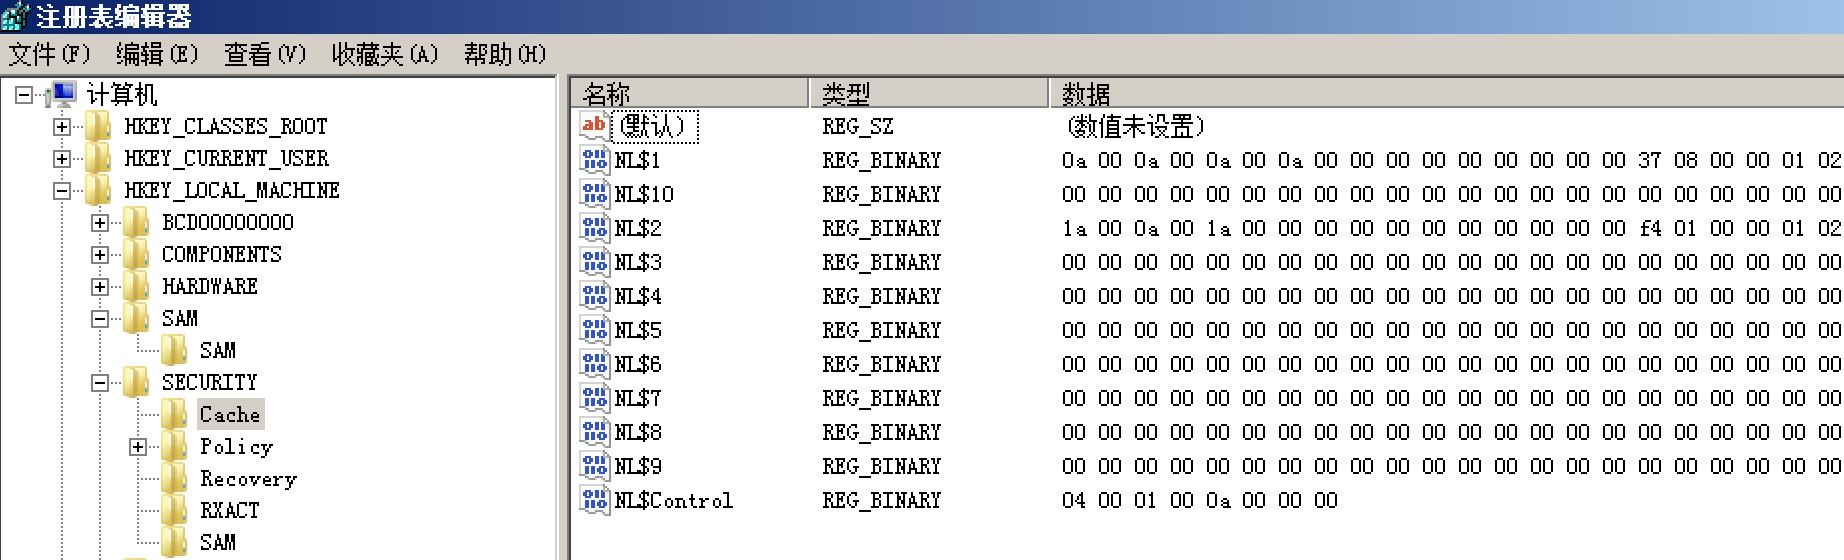 注册表编辑器
文件(F) 编辑(E) 查看(V) 收藏夹(A) 帮助(H)
计算机
HKEY_CLASSES_ROOT
HKEY_CURRENT_USER
HKEY_LOCAL_MACHINE
BCD00000000
COMPONENTS
HARDWARE
SAM
SAM
SECURITY
Cache
Policy
Recovery
RXACT
SAM
名称 类型 数据
ab (默认) REG_SZ (数值未设置)
NL$1 REG_BINARY 0a 00 0a 00 0a 00 0a 00 00 00 00 00 00 00 00 00 37 08 00 00 01 02
NL$10 REG_BINARY 00 00 00 00 00 00 00 00 00 00 00 00 00 00 00 00 00 00 00 00 00 00
NL$2 REG_BINARY 1a 00 0a 00 1a 00 00 00 00 00 00 00 00 00 00 00 f4 01 00 00 01 02
NL$3 REG_BINARY 00 00 00 00 00 00 00 00 00 00 00 00 00 00 00 00 00 00 00 00 00 00
NL$4 REG_BINARY 00 00 00 00 00 00 00 00 00 00 00 00 00 00 00 00 00 00 00 00 00 00
NL$5 REG_BINARY 00 00 00 00 00 00 00 00 00 00 00 00 00 00 00 00 00 00 00 00 00 00
NL$6 REG_BINARY 00 00 00 00 00 00 00 00 00 00 00 00 00 00 00 00 00 00 00 00 00 00
NL$7 REG_BINARY 00 00 00 00 00 00 00 00 00 00 00 00 00 00 00 00 00 00 00 00 00 00
NL$8 REG_BINARY 00 00 00 00 00 00 00 00 00 00 00 00 00 00 00 00 00 00 00 00 00 00
NL$9 REG_BINARY 00 00 00 00 00 00 00 00 00 00 00 00 00 00 00 00 00 00 00 00 00 00
NL$Control REG_BINARY 04 00 01 00 0a 00 00 00